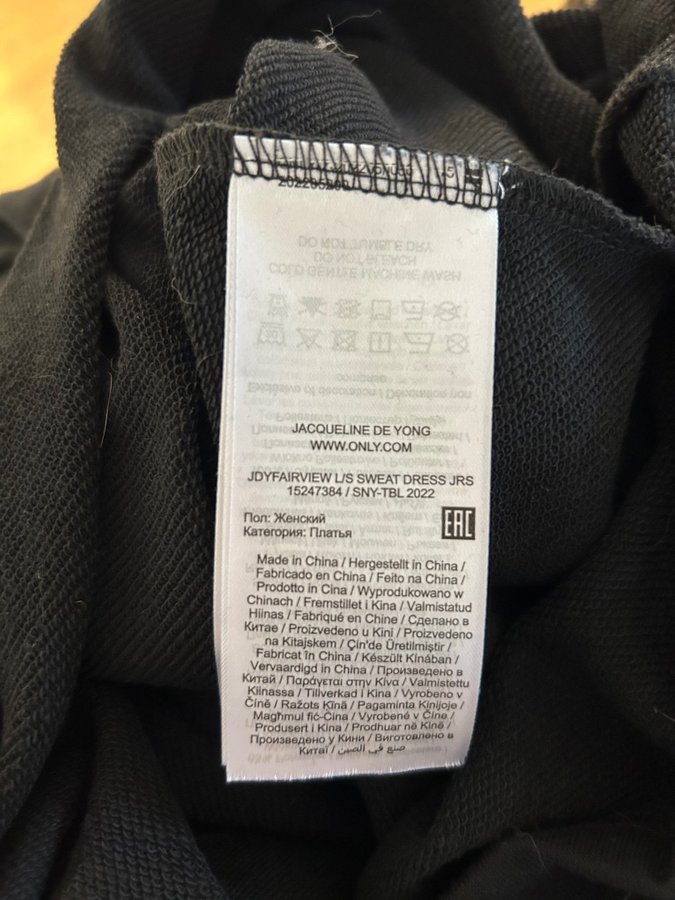 JACQUELINE DE YONG
WWW.ONLY.COM
JDYFAIRVIEW L/S SWEAT DRESS JRS
15247384 / SNY-TBL 2022
Пол: Женский
Категория: Платья
EAC
Made in China / Hergestellt in China /
Fabricado en China / Feito na China /
Prodotto in Cina / Wyprodukowano w
Chinach / Fremstillet i Kina / Valmistatud
Hiinas / Fabriqué en Chine / Сделано в
Китае / Proizvedeno u Kini / Proizvedeno
na Kitajskem / Çin'de Üretilmiştir /
Fabricat în China / Készült Kínában /
Vervaardigd in China / Произведено в
Китай / Παράγεται στην Κίνα / Valmistettu
Kiinassa / Tillverkad i Kina / Vyrobeno v
Číně / Ražots Ķīnā / Pagaminta Kinijoje /
Magħmul fiċ-Ċina / Vyrobené v Číne /
Produsert i Kina / Prodhuar në Kinë /
Произведено у Кини / Виготовлено в
Китаї / صنع في الصين